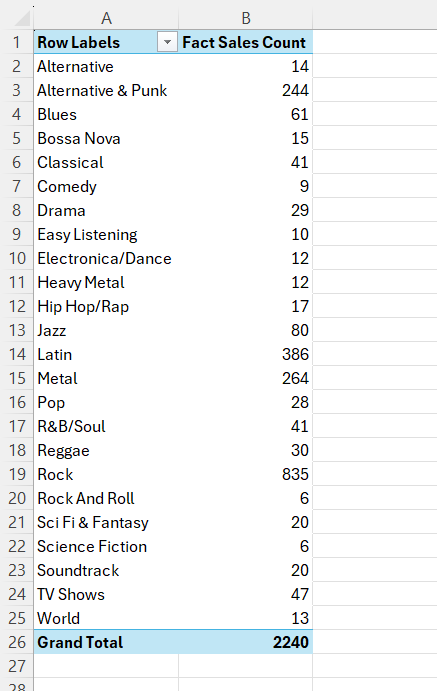 A B
1 Row Labels Fact Sales Count
2 Alternative 14
3 Alternative & Punk 244
4 Blues 61
5 Bossa Nova 15
6 Classical 41
7 Comedy 9
8 Drama 29
9 Easy Listening 10
10 Electronica/Dance 12
11 Heavy Metal 12
12 Hip Hop/Rap 17
13 Jazz 80
14 Latin 386
15 Metal 264
16 Pop 28
17 R&B/Soul 41
18 Reggae 30
19 Rock 835
20 Rock And Roll 6
21 Sci Fi & Fantasy 20
22 Science Fiction 6
23 Soundtrack 20
24 TV Shows 47
25 World 13
26 Grand Total 2240
27
28